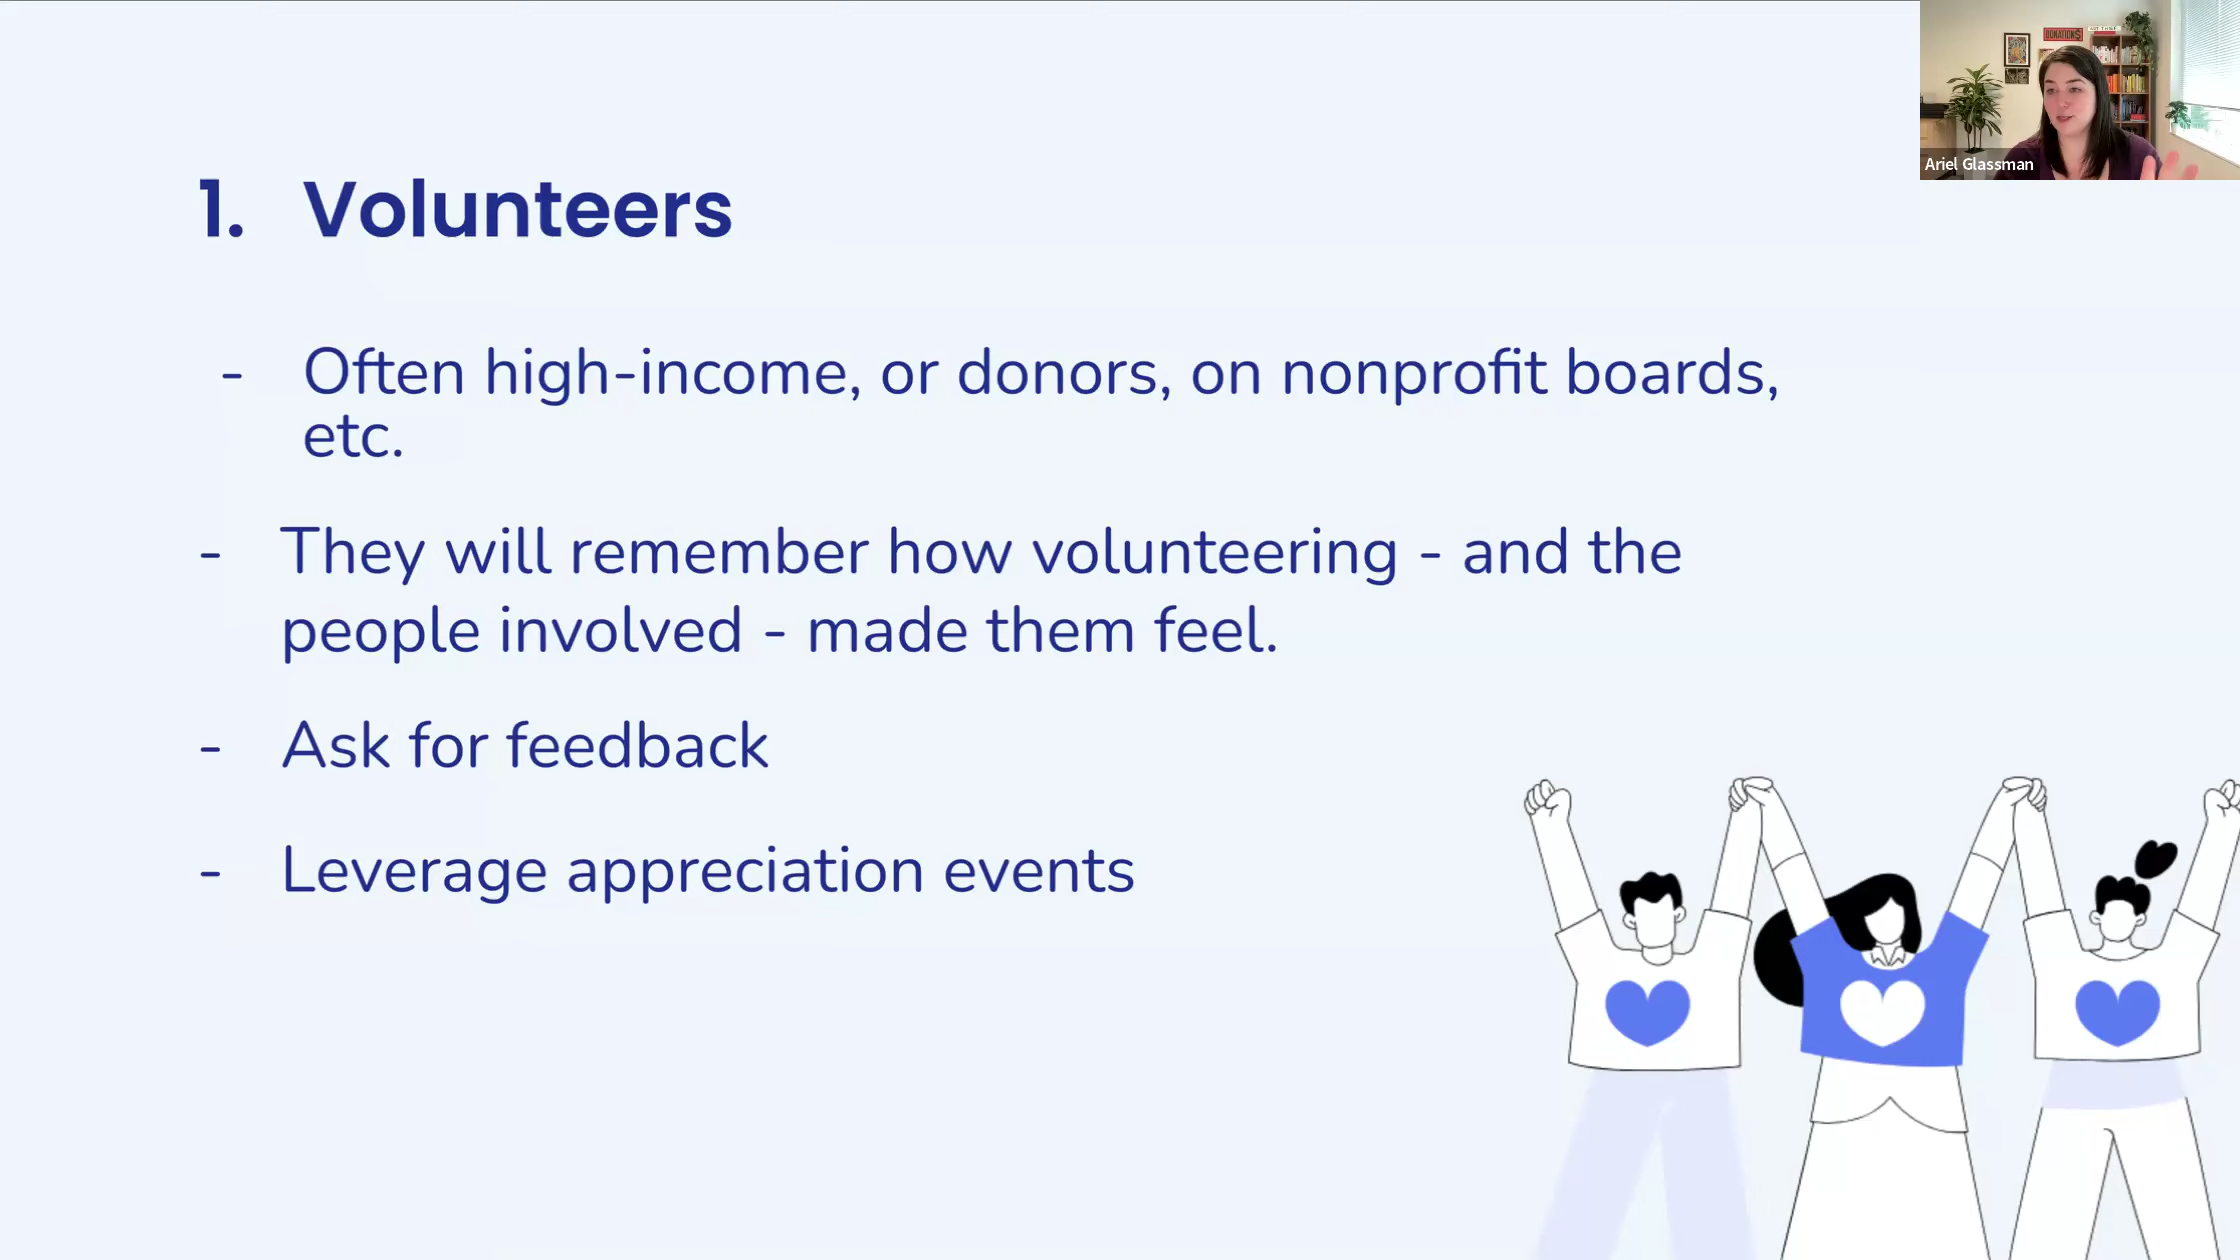 1. Volunteers
- Often high-income, or donors, on nonprofit boards,
etc.
- They will remember how volunteering - and the
people involved - made them feel.
- Ask for feedback
- Leverage appreciation events
DONATION$
Ariel Glassman